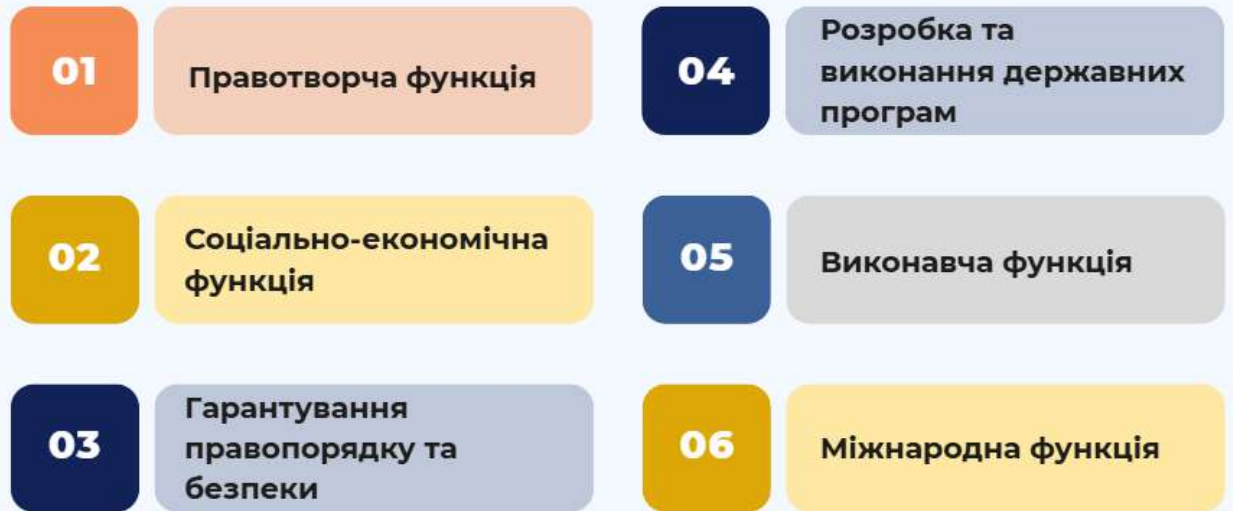 01
Правотворча функція
02
Соціально-економічна
функція
03
Гарантування
правопорядку та
безпеки
04
Розробка та
виконання державних
програм
05
Виконавча функція
06
Міжнародна функція